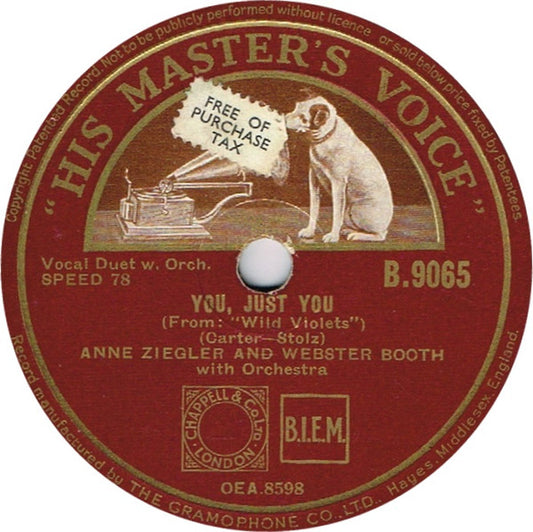 Copyright. Patented Record. Not to be publicly performed without licence or sold below price fixed by Patentees.
"HIS MASTER'S VOICE"
FREE OF
PURCHASE
TAX
Vocal Duet w. Orch.
SPEED 78
B.9065
YOU, JUST YOU
(From: "Wild Violets")
(Carter—Stolz)
ANNE ZIEGLER AND WEBSTER BOOTH
with Orchestra
CHAPPELL & Co LTD
LONDON
B.I.E.M.
OEA.8598
Record manufactured by THE GRAMOPHONE CO., LTD., Hayes, Middlesex, England.